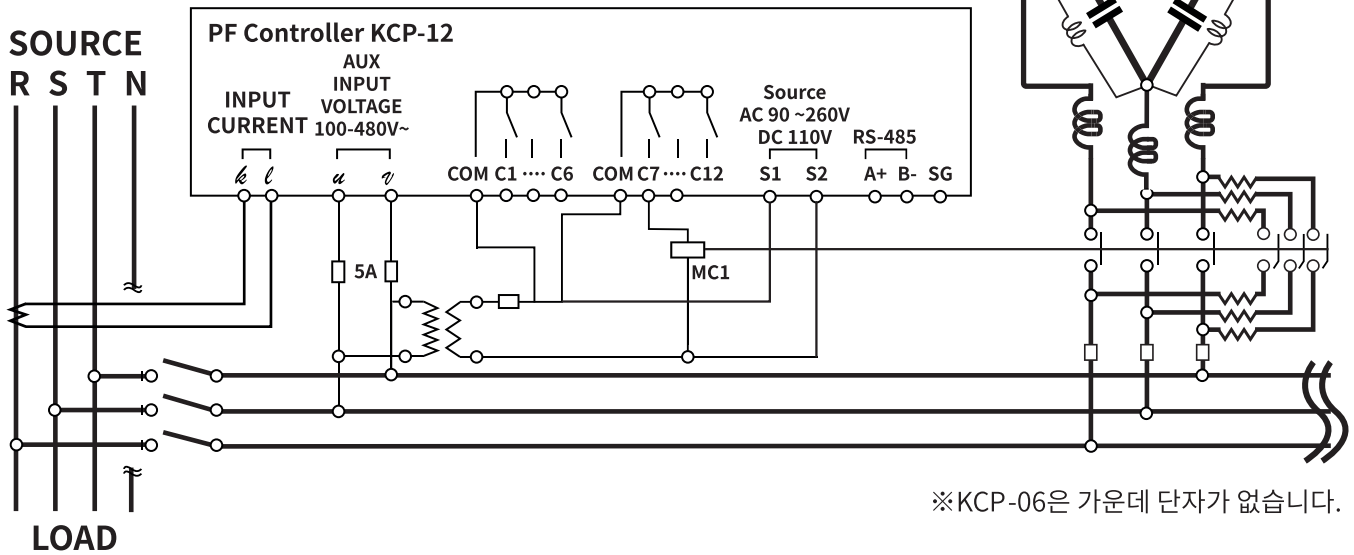 PF Controller KCP-12
SOURCE
R S T N
AUX
INPUT
VOLTAGE
100-480V~
INPUT
CURRENT
Source
AC 90 ~260V
DC 110V
RS-485
k l u v COM C1 ···· C6 COM C7 ···· C12 S1 S2 A+ B- SG
5A
MC1
※KCP-06은 가운데 단자가 없습니다.
LOAD